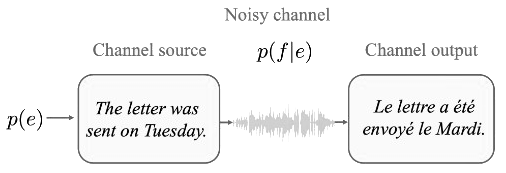 Noisy channel
Channel source
p(f|e)
Channel output
p(e)
The letter was
sent on Tuesday.
Le lettre a été
envoyé le Mardi.